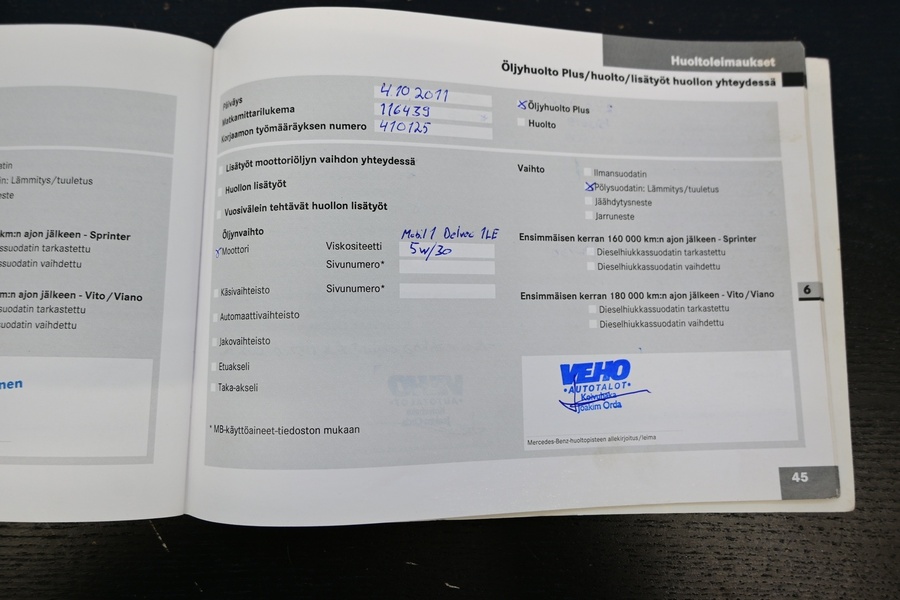 atin
in: Lämmitys/tuuletus
este
km:n ajon jälkeen - Sprinter
ssuodatin tarkastettu
ssuodatin vaihdettu
m:n ajon jälkeen - Vito/Viano
suodatin tarkastettu
uodatin vaihdettu
nen
Huoltoleimaukset
Öljyhuolto Plus/huolto/lisätyöt huollon yhteydessä
Päiväys 4.10 2011
Matkamittarilukema 116439
Korjaamon työmääräyksen numero 410125
x Öljyhuolto Plus
Huolto
Lisätyöt moottoriöljyn vaihdon yhteydessä
Huollon lisätyöt
Vuosivälein tehtävät huollon lisätyöt
Öljynvaihto
x Moottori
Viskositeetti Mobil 1 Delvac 1LE
5W/30
Sivunumero*
Käsivaihteisto
Sivunumero*
Automaattivaihteisto
Jakovaihteisto
Etuakseli
Taka-akseli
* MB-käyttöaineet-tiedoston mukaan
Vaihto
Ilmansuodatin
x Pölysuodatin: Lämmitys/tuuletus
Jäähdytysneste
Jarruneste
Ensimmäisen kerran 160 000 km:n ajon jälkeen - Sprinter
Dieselhiukkassuodatin tarkastettu
Dieselhiukkassuodatin vaihdettu
Ensimmäisen kerran 180 000 km:n ajon jälkeen - Vito/Viano
Dieselhiukkassuodatin tarkastettu
Dieselhiukkassuodatin vaihdettu
6
VEHO
•AUTOTALOT•
Joakim Orda
Mercedes-Benz-huoltopisteen allekirjoitus/leima
45